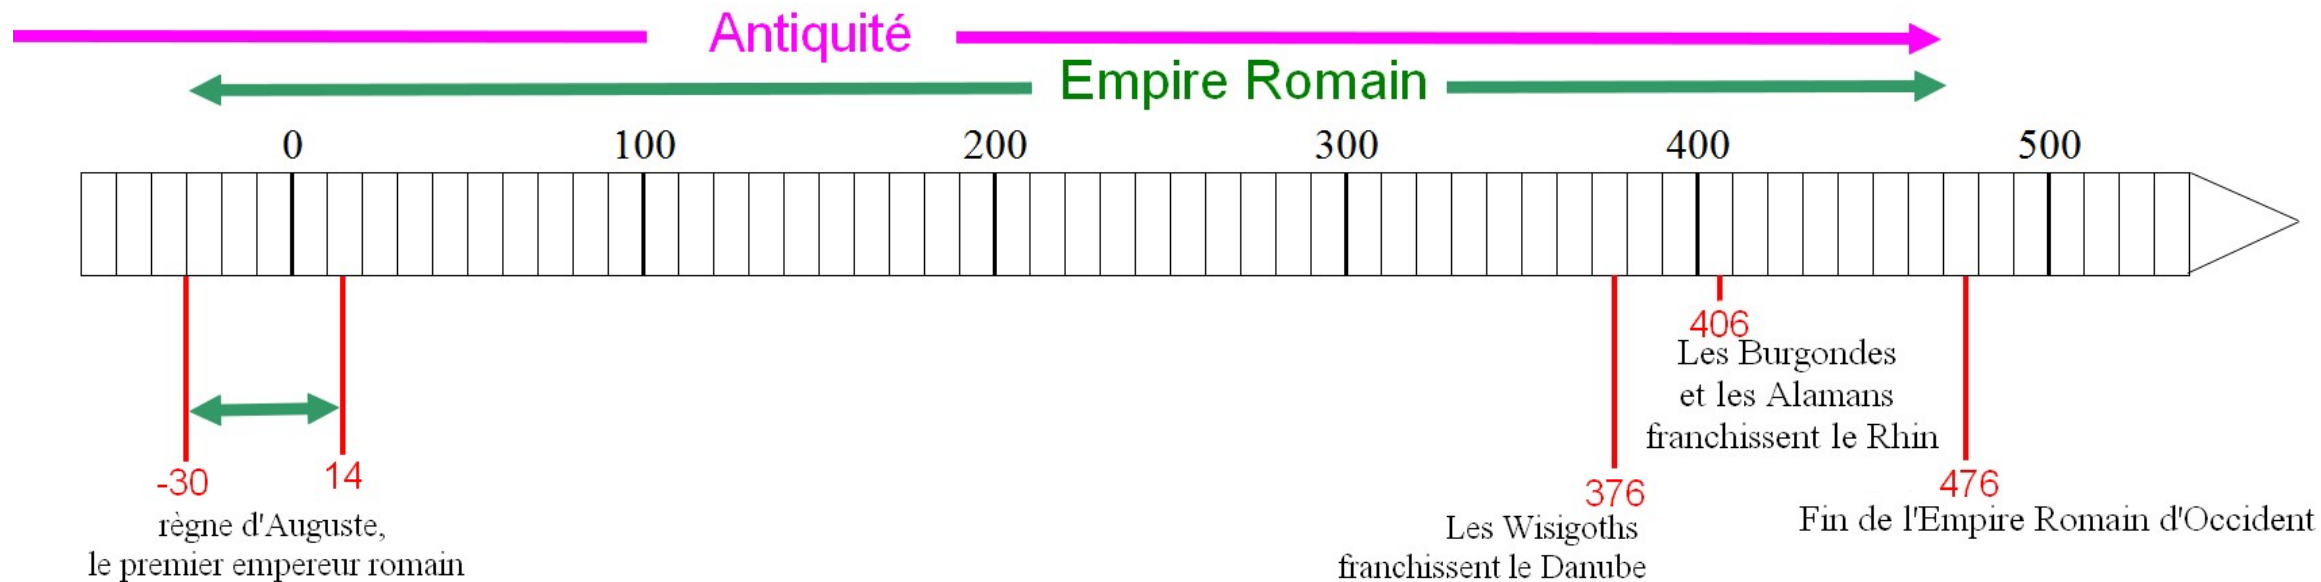 Antiquité
Empire Romain
0 100 200 300 400 500
-30
14
règne d'Auguste,
le premier empereur romain
376
Les Wisigoths
franchissent le Danube
406
Les Burgondes
et les Alamans
franchissent le Rhin
476
Fin de l'Empire Romain d'Occident